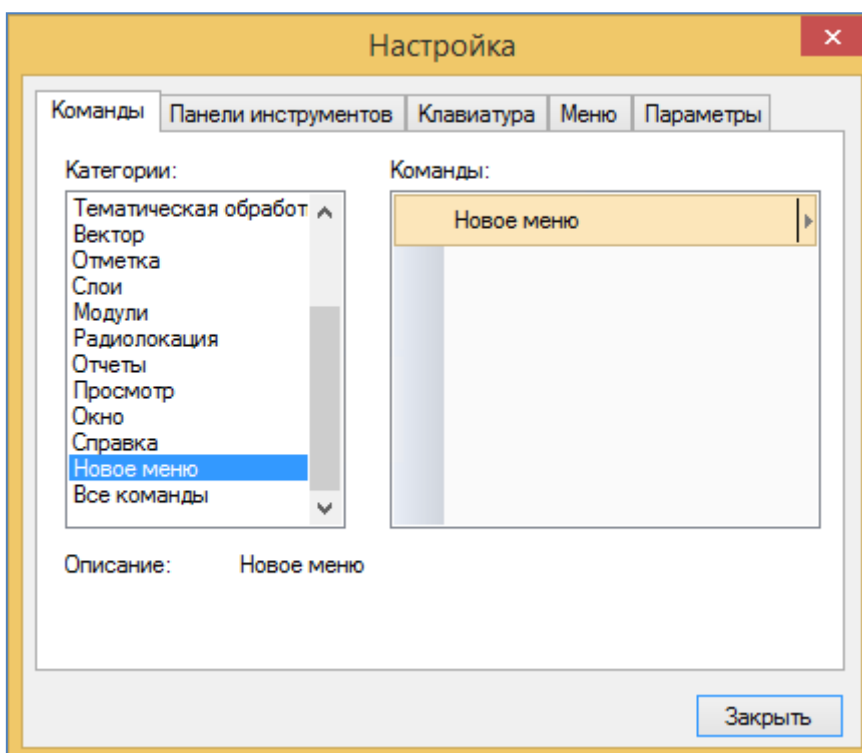 Настройка
Команды Панели инструментов Клавиатура Меню Параметры
Категории: Команды:
Тематическая обработ
Вектор
Отметка
Слои
Модули
Радиолокация
Отчеты
Просмотр
Окно
Справка
Новое меню
Все команды
Новое меню
Описание: Новое меню
Закрыть